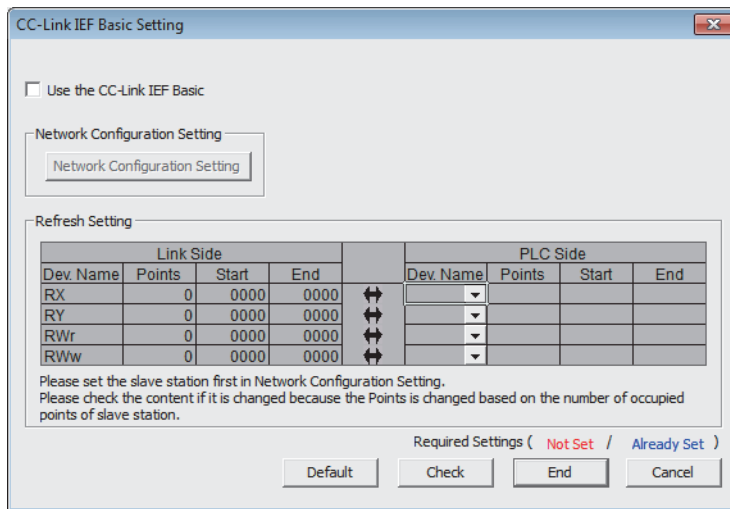 CC-Link IEF Basic Setting
Use the CC-Link IEF Basic
Network Configuration Setting
Network Configuration Setting
Refresh Setting
Link Side PLC Side
Dev. Name Points Start End Dev. Name Points Start End
RX 0 0000 0000
RY 0 0000 0000
RWr 0 0000 0000
RWw 0 0000 0000
Please set the slave station first in Network Configuration Setting.
Please check the content if it is changed because the Points is changed based on the number of occupied
points of slave station.
Required Settings ( Not Set / Already Set )
Default Check End Cancel